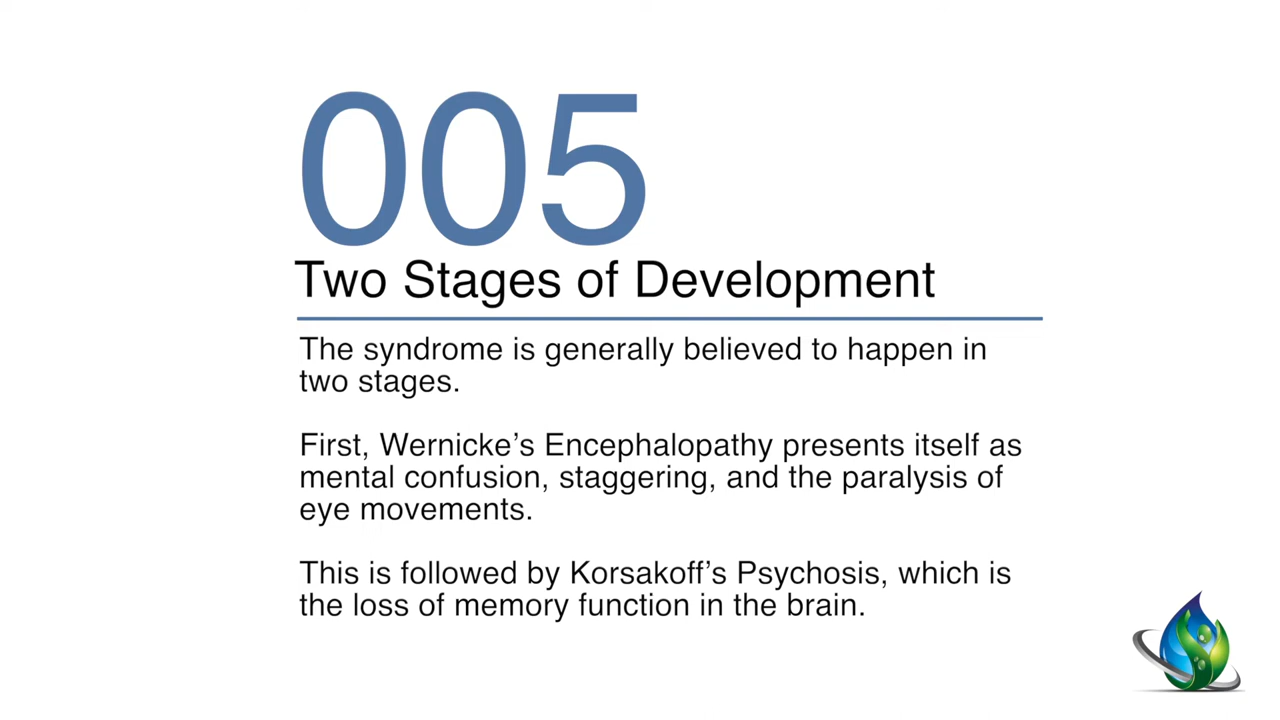 005
Two Stages of Development
The syndrome is generally believed to happen in
two stages.
First, Wernicke’s Encephalopathy presents itself as
mental confusion, staggering, and the paralysis of
eye movements.
This is followed by Korsakoff’s Psychosis, which is
the loss of memory function in the brain.